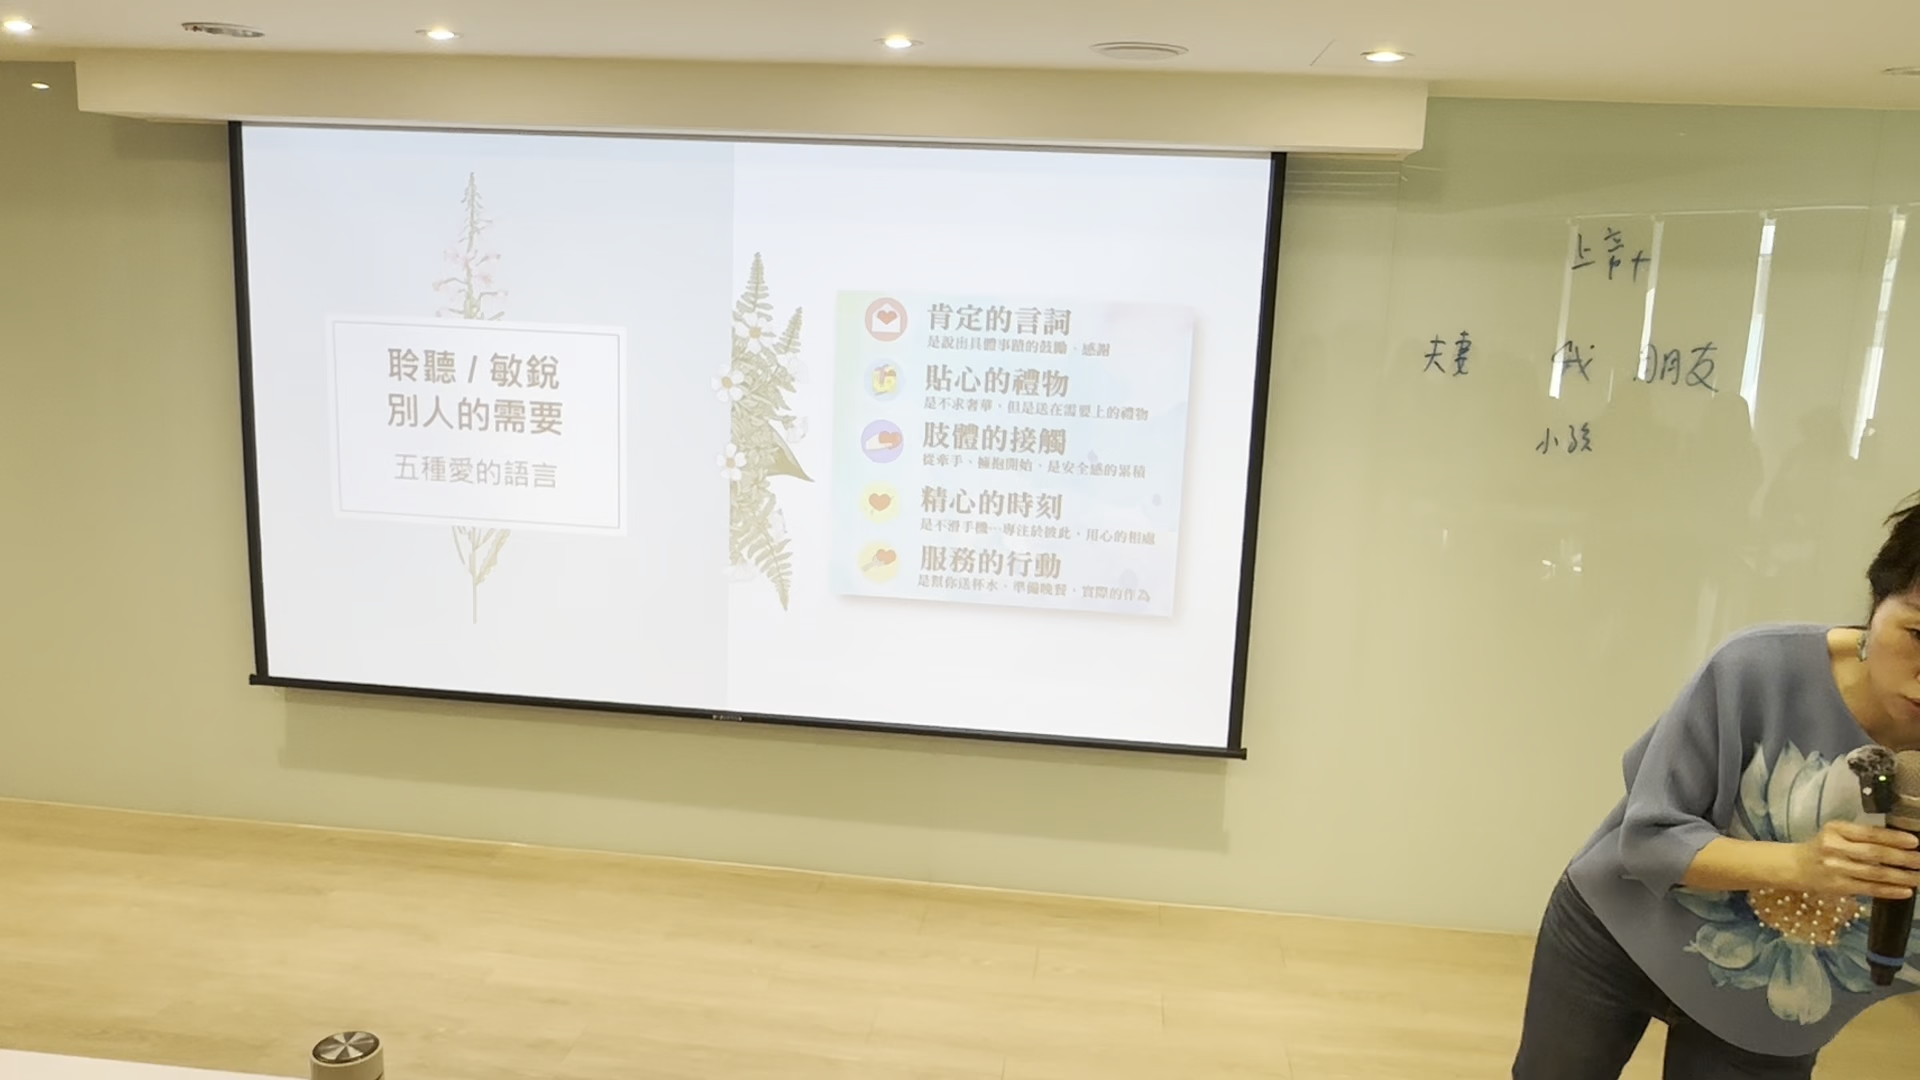 聆聽 / 敏銳
別人的需要
五種愛的語言
肯定的言詞
是說出具體事蹟的鼓勵、感謝
貼心的禮物
是不求奢華，但是送在需要上的禮物
肢體的接觸
從牽手、擁抱開始，是安全感的累積
精心的時刻
是不滑手機…專注於彼此，用心的相處
服務的行動
是幫你送杯水、準備晚餐，實際的作為
上帝
夫妻 我 朋友
小孩